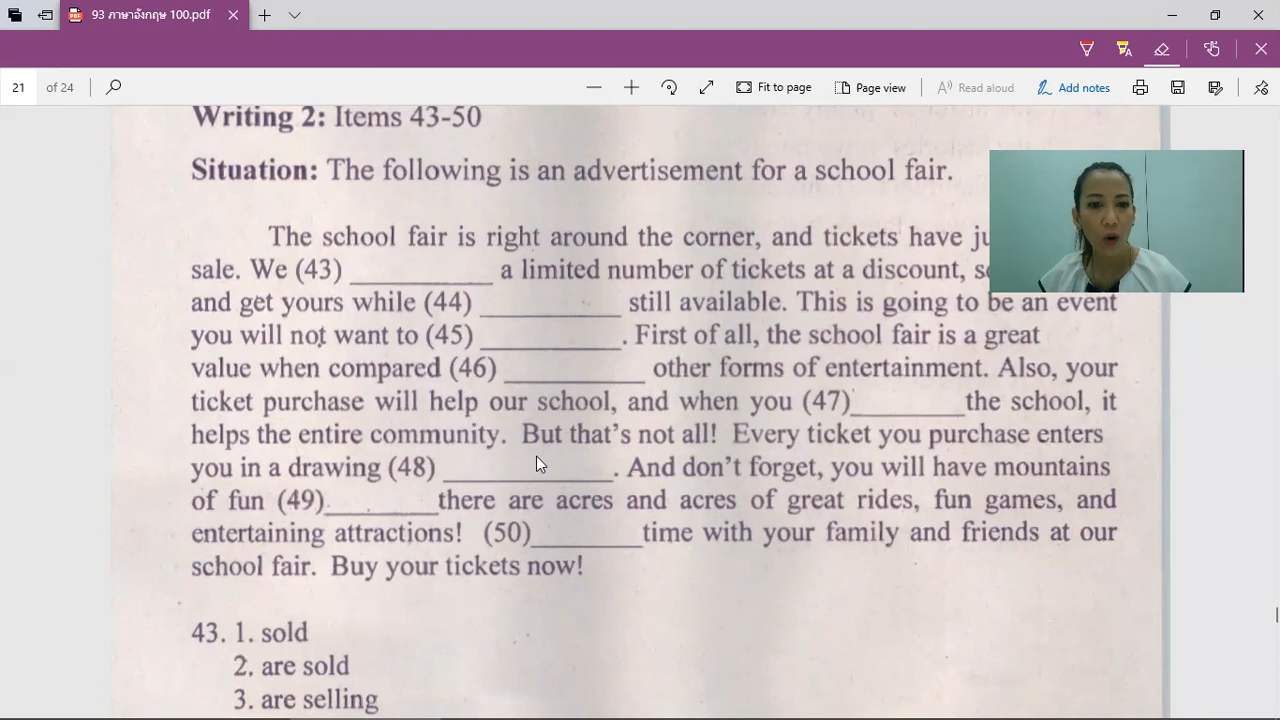 93 ภาษาอังกฤษ 100.pdf
21 of 24 Fit to page Page view Read aloud Add notes
Writing 2: Items 43-50
Situation: The following is an advertisement for a school fair.
The school fair is right around the corner, and tickets have
sale. We (43) __________ a limited number of tickets at a discount,
and get yours while (44) __________ still available. This is going to be an event
you will not want to (45) __________. First of all, the school fair is a great
value when compared (46) __________ other forms of entertainment. Also, your
ticket purchase will help our school, and when you (47)________the school, it
helps the entire community. But that's not all! Every ticket you purchase enters
you in a drawing (48) ____________. And don't forget, you will have mountains
of fun (49)________there are acres and acres of great rides, fun games, and
entertaining attractions! (50)________time with your family and friends at our
school fair. Buy your tickets now!
43. 1. sold
2. are sold
3. are selling